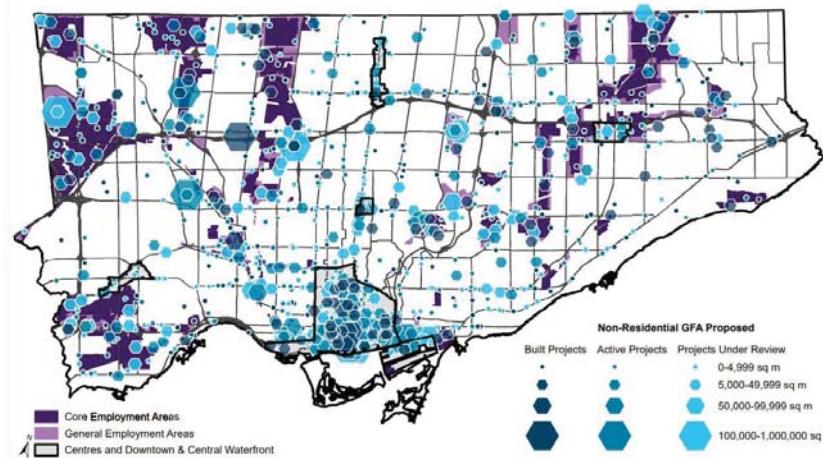 Non-Residential GFA Proposed
Built Projects Active Projects Projects Under Review
0-4,999 sq m
5,000-49,999 sq m
50,000-99,999 sq m
100,000-1,000,000 sq
Core Employment Areas
General Employment Areas
Centres and Downtown & Central Waterfront
N